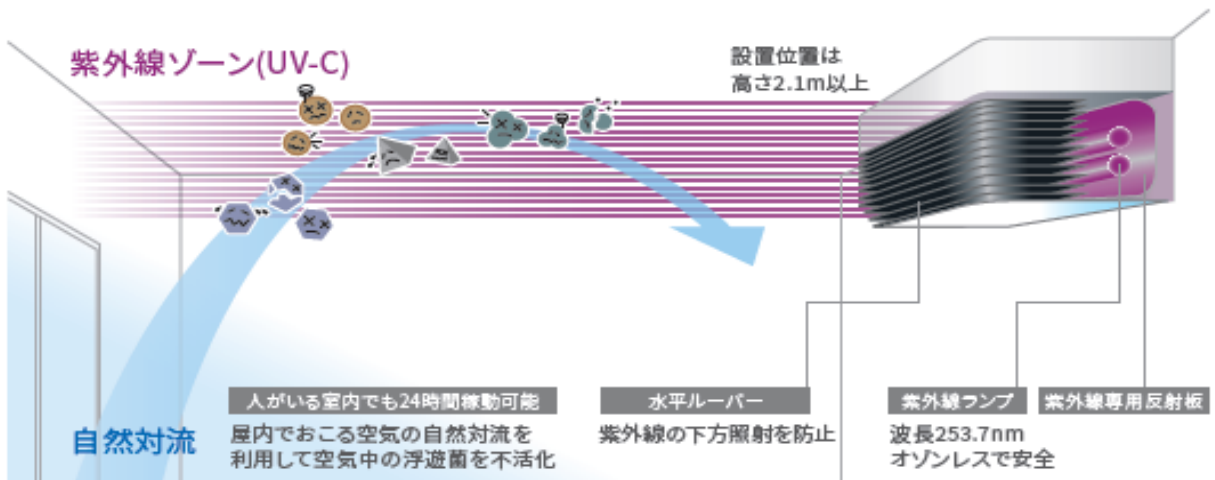 紫外線ゾーン(UV-C)
設置位置は
高さ2.1m以上
自然対流
人がいる室内でも24時間稼動可能
屋内でおこる空気の自然対流を
利用して空気中の浮遊菌を不活化
水平ルーバー
紫外線の下方照射を防止
紫外線ランプ
波長253.7nm
オゾンレスで安全
紫外線専用反射板